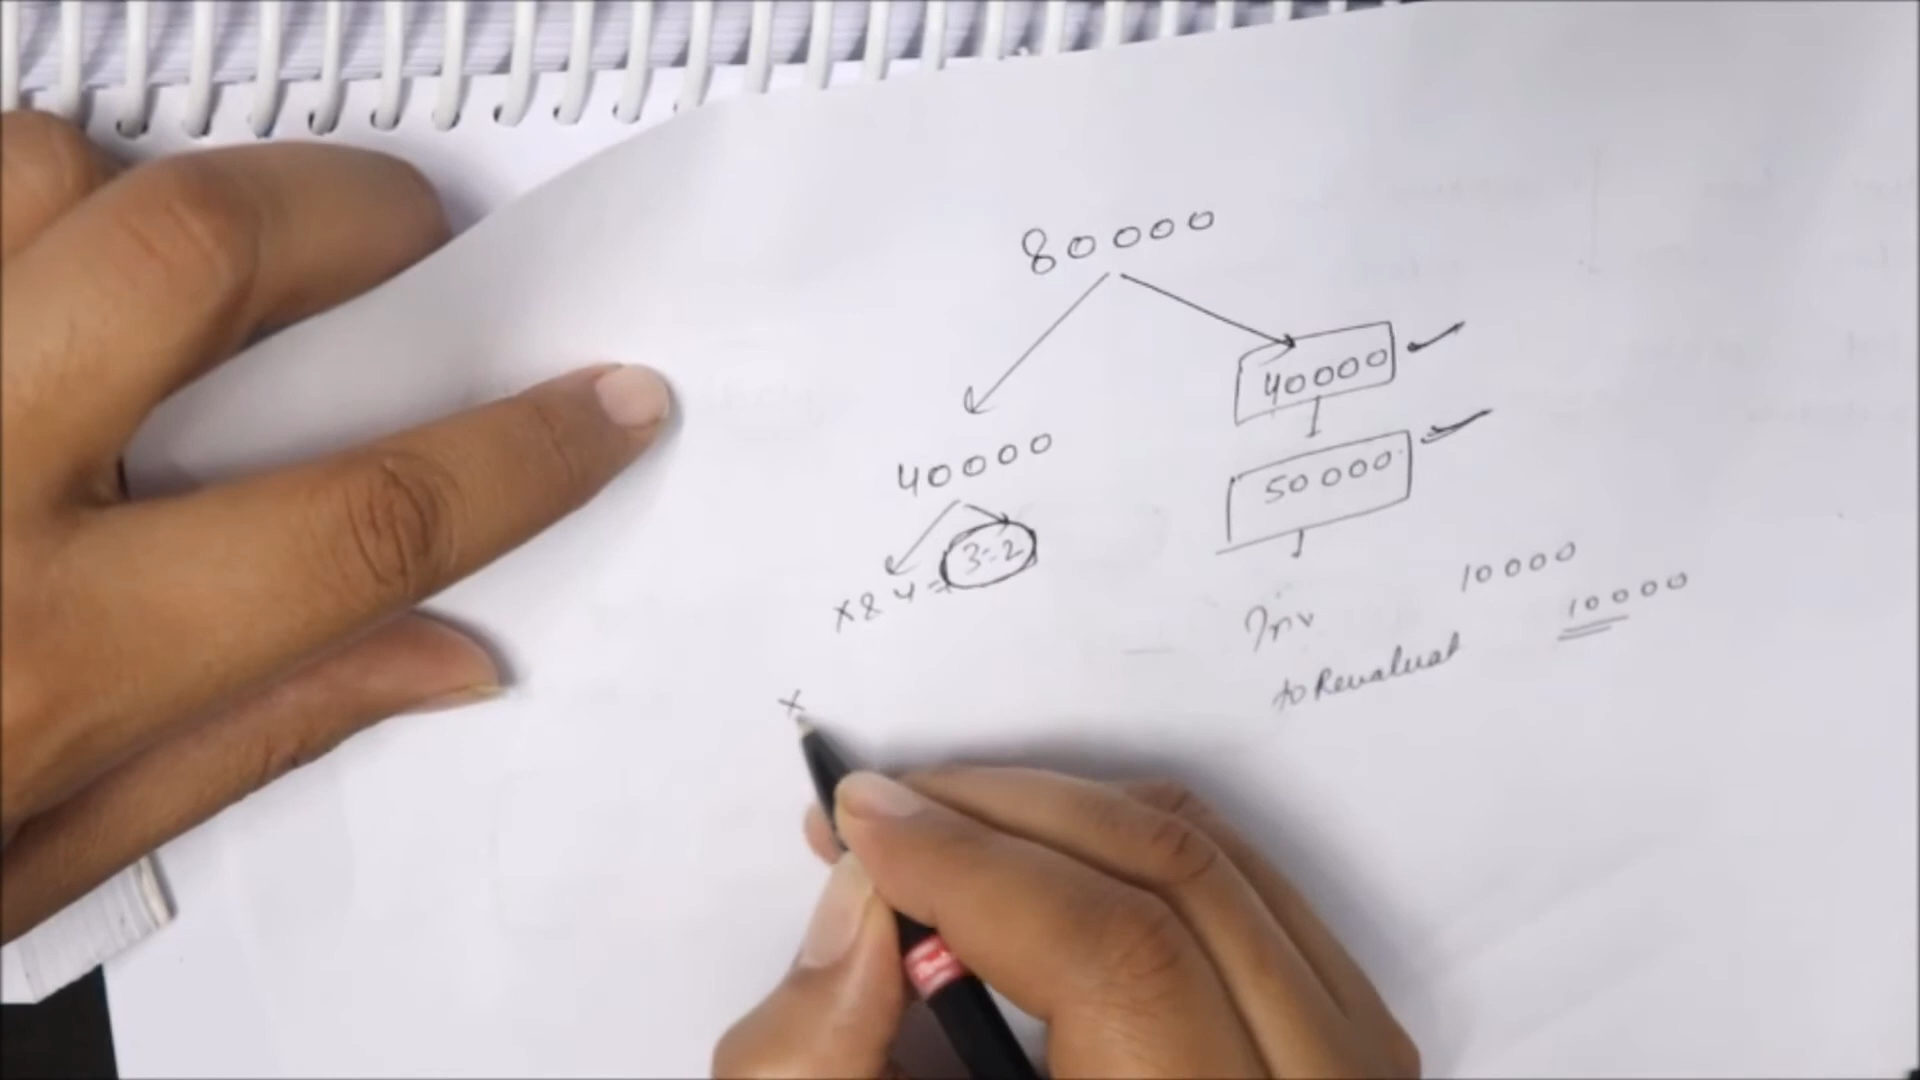 80000
40000
50000
40000
3:2
x & y =
Inv 10000
to Revaluat 10000
x